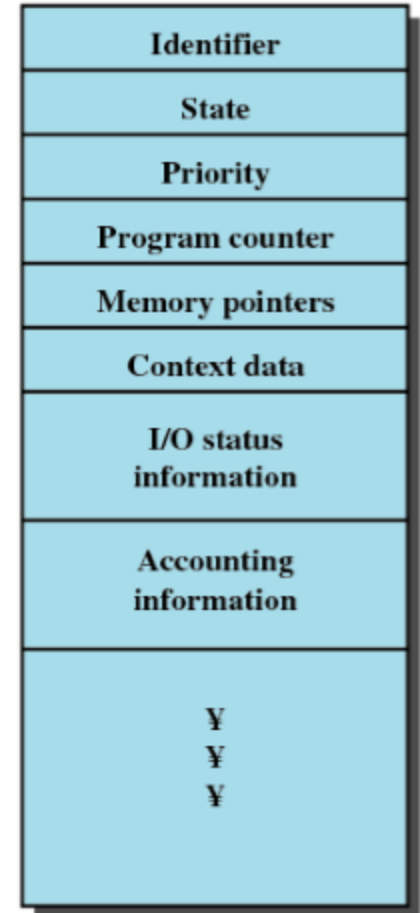 Identifier
State
Priority
Program counter
Memory pointers
Context data
I/O status
information
Accounting
information
¥
¥
¥